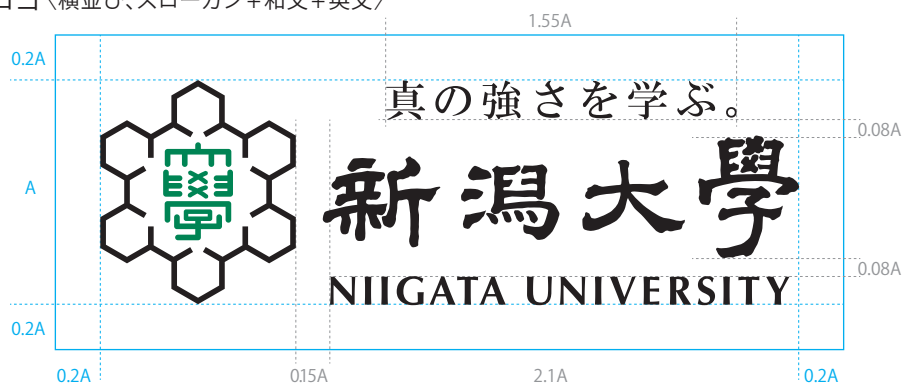 ロゴ〈横並び、スローガン+和文+英文〉
1.55A
0.2A
真の強さを学ぶ。
0.08A
大學
A
新潟大學
0.08A
NIIGATA UNIVERSITY
0.2A
0.2A
0.15A
2.1A
0.2A